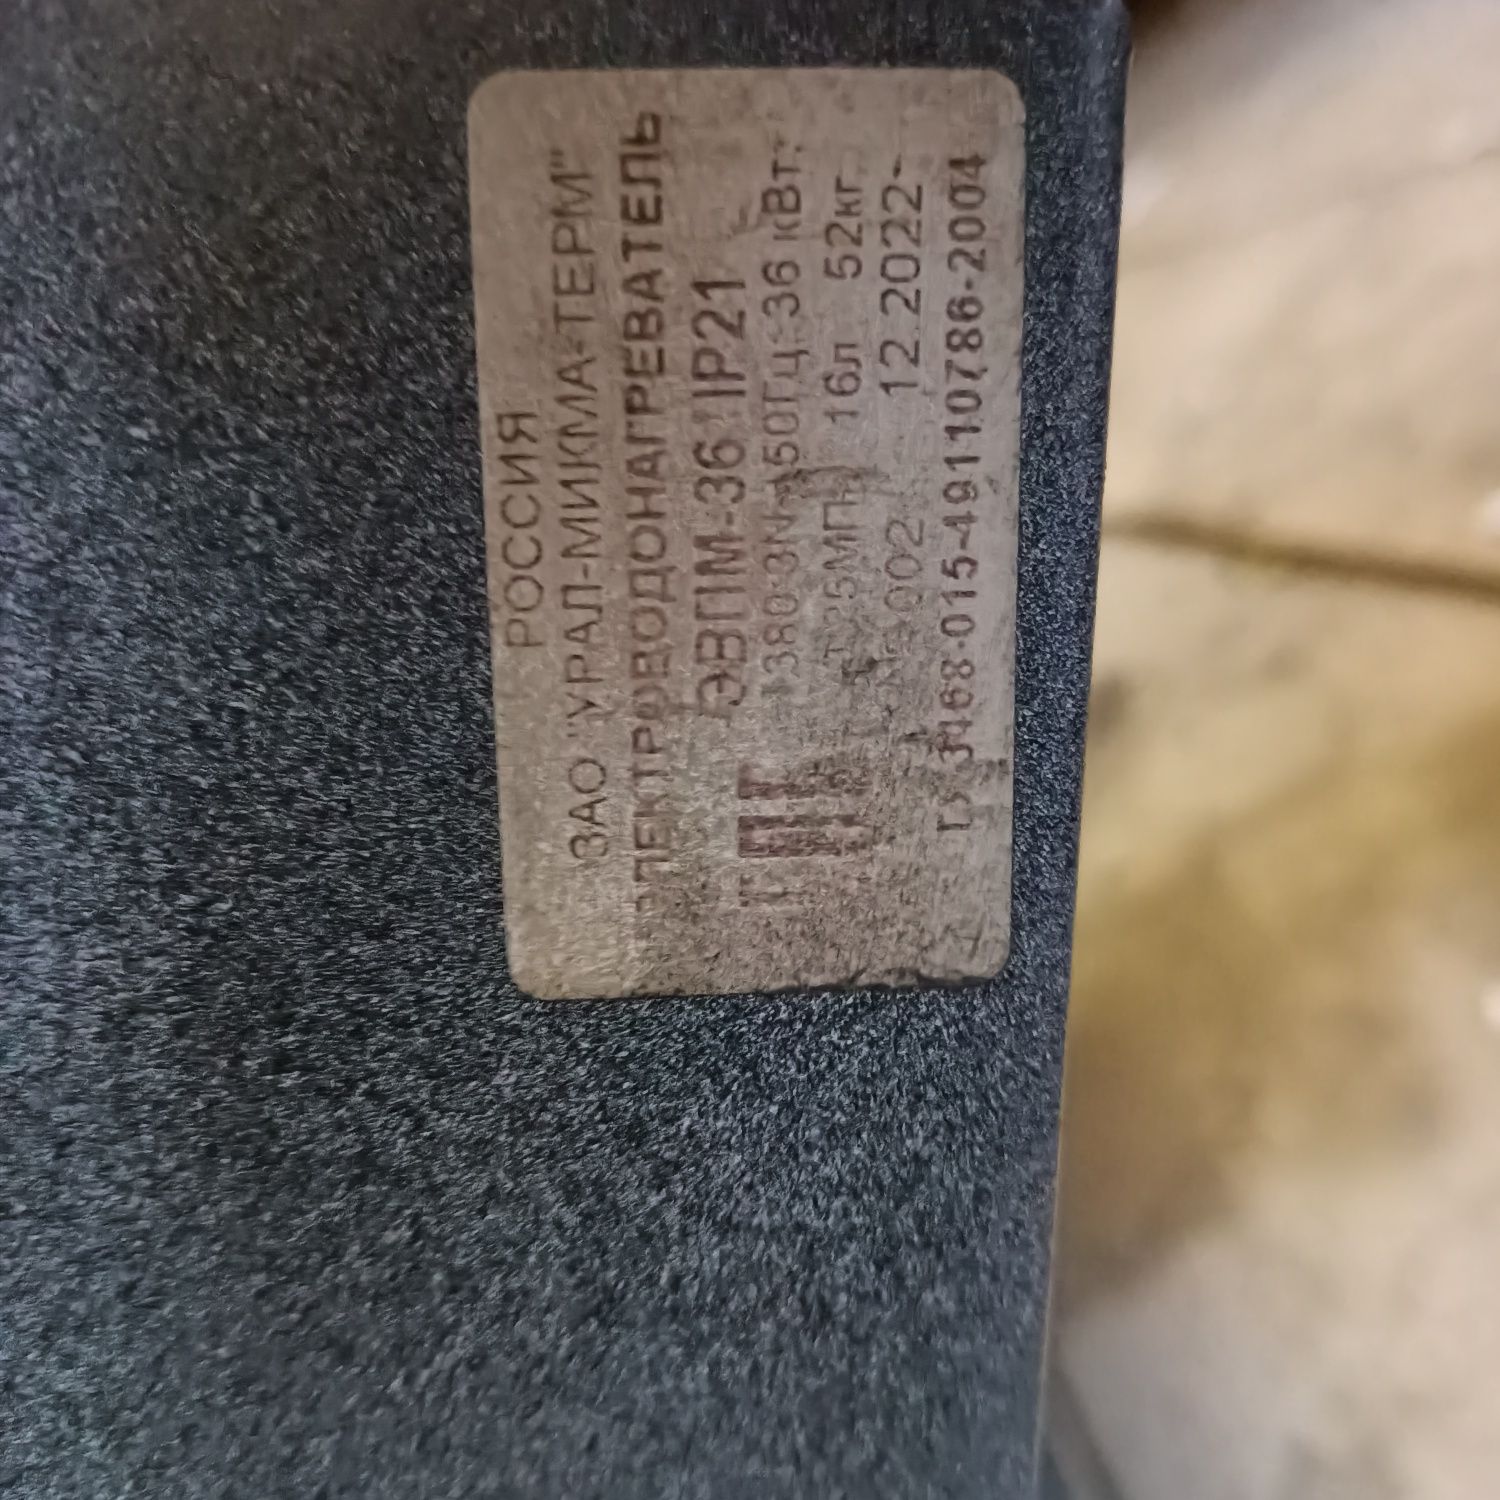 РОССИЯ
ЗАО "УРАЛ-МИКМА-ТЕРМ"
ЭЛЕКТРОВОДОНАГРЕВАТЕЛЬ
ЭВПМ-36 IP21
380 3N 50Гц 36 кВт
16л 52кг
002 12.2022
3468-015-49110786-2004